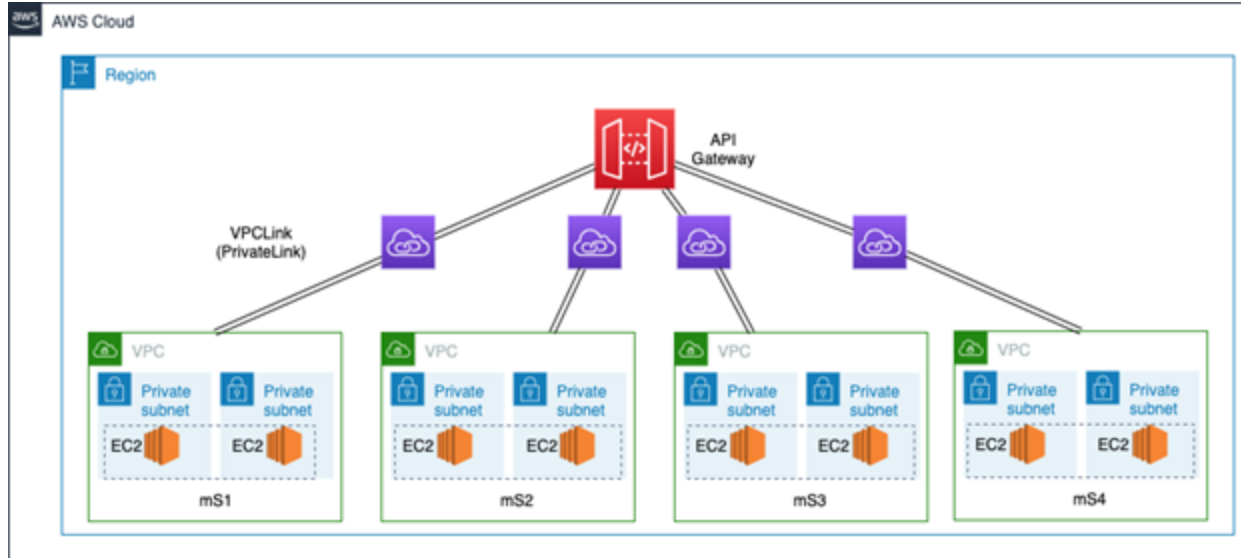 aws
AWS Cloud
Region
API
Gateway
VPCLink
(PrivateLink)
VPC
Private
subnet
Private
subnet
EC2
EC2
mS1
VPC
Private
subnet
Private
subnet
EC2
EC2
mS2
VPC
Private
subnet
Private
subnet
EC2
EC2
mS3
VPC
Private
subnet
Private
subnet
EC2
EC2
mS4